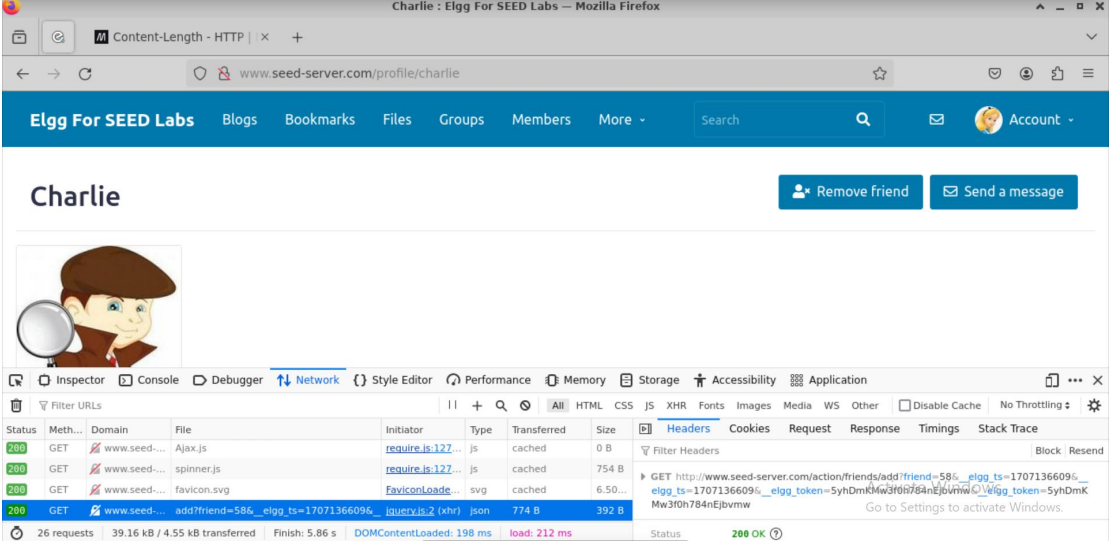 Charlie : Elgg For SEED Labs — Mozilla Firefox
Content-Length - HTTP |
www.seed-server.com/profile/charlie
Elgg For SEED Labs Blogs Bookmarks Files Groups Members More Search Account
Charlie Remove friend Send a message
Inspector Console Debugger Network {} Style Editor Performance Memory Storage Accessibility Application
Filter URLs All HTML CSS JS XHR Fonts Images Media WS Other Disable Cache No Throttling
Status Meth... Domain File Initiator Type Transferred Size Headers Cookies Request Response Timings Stack Trace
200 GET www.seed-... Ajax.js require.js:127... js cached 0 B Filter Headers Block Resend
200 GET www.seed-... spinner.js require.js:127... js cached 754 B
200 GET www.seed-... favicon.svg FaviconLoade... svg cached 6.50...
200 GET www.seed-... add?friend=58&__elgg_ts=1707136609&_ jquery.js:2 (xhr) json 774 B 392 B
GET http://www.seed-server.com/action/friends/add?friend=58&__elgg_ts=1707136609&__
elgg_ts=1707136609&__elgg_token=5yhDmKMw3f0h784nEjbvmw&__elgg_token=5yhDmK
Mw3f0h784nEjbvmw
Activate Windows
Go to Settings to activate Windows.
26 requests 39.16 kB / 4.55 kB transferred Finish: 5.86 s DOMContentLoaded: 198 ms load: 212 ms Status 200 OK